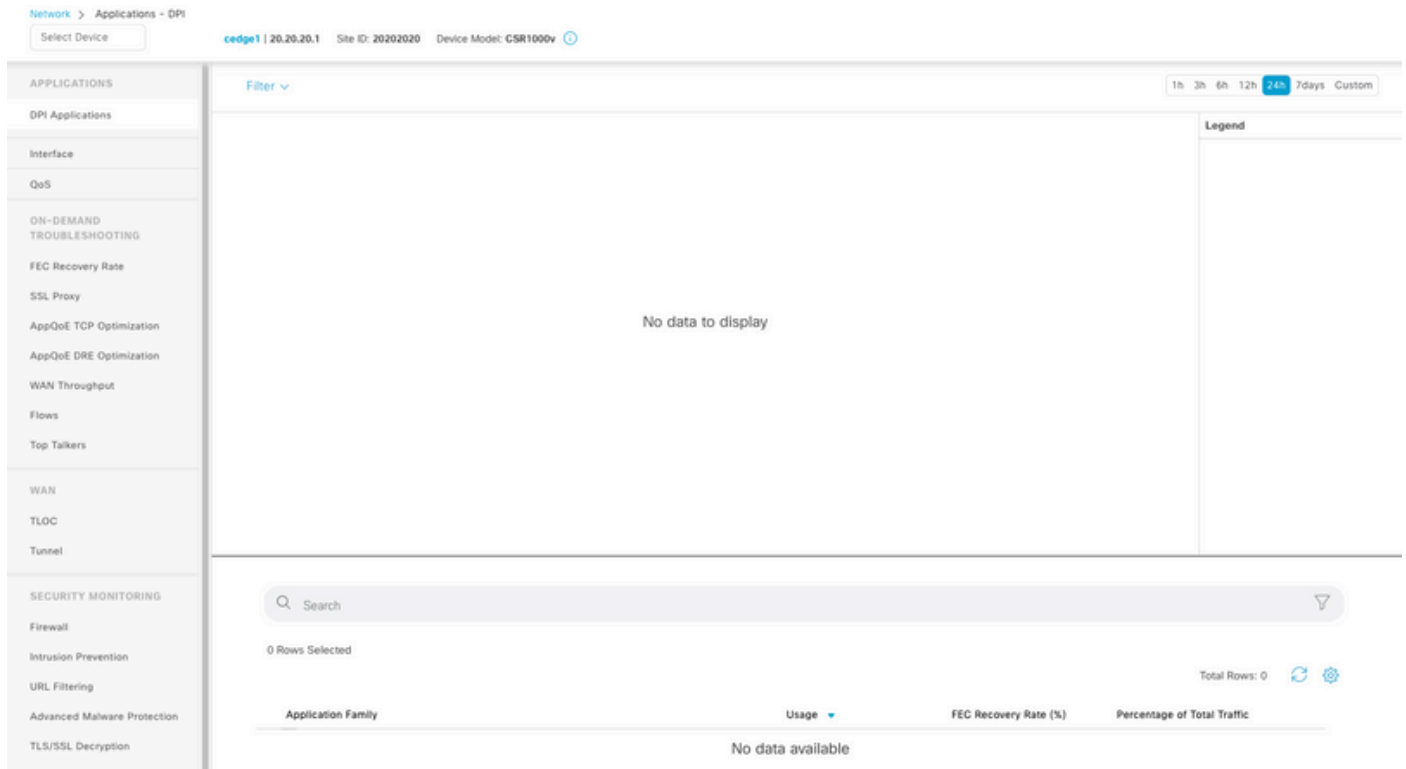 Network > Applications - DPI
Select Device
cedge1 | 20.20.20.1 Site ID: 20202020 Device Model: CSR1000v
APPLICATIONS
DPI Applications
Interface
QoS
ON-DEMAND
TROUBLESHOOTING
FEC Recovery Rate
SSL Proxy
AppQoE TCP Optimization
AppQoE DRE Optimization
WAN Throughput
Flows
Top Talkers
WAN
TLOC
Tunnel
SECURITY MONITORING
Firewall
Intrusion Prevention
URL Filtering
Advanced Malware Protection
TLS/SSL Decryption
Filter
1h 3h 6h 12h 24h 7days Custom
Legend
No data to display
Search
0 Rows Selected
Total Rows: 0
Application Family Usage FEC Recovery Rate (%) Percentage of Total Traffic
No data available